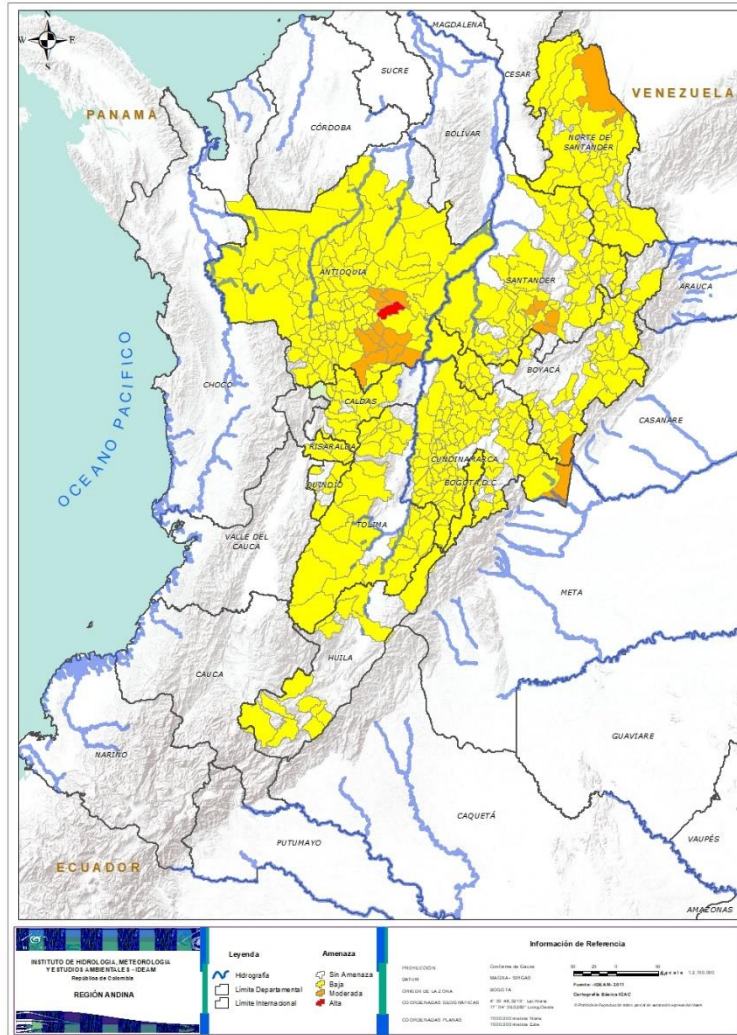 N
W E
S
MAGDALENA
SUCRE
CESAR
VENEZUELA
PANAMÁ
CÓRDOBA
BOLÍVAR
NORTE DE
SANTANDER
ANTIOQUIA
SANTANDER
ARAUCA
CHOCÓ
BOYACÁ
CALDAS
CASANARE
RISARALDA
CUNDINAMARCA
OCEANO PACIFICO
QUINDIO
BOGOTA D.C
TOLIMA
VALLE DEL
CAUCA
META
HUILA
CAUCA
NARIÑO
GUAVIARE
CAQUETÁ
PUTUMAYO
VAUPÉS
ECUADOR
AMAZONAS
INSTITUTO DE HIDROLOGIA, METEOROLOGIA
Y ESTUDIOS AMBIENTALES - IDEAM
República de Colombia
REGIÓN ANDINA
Leyenda
Hidrografía
Límite Departamental
Límite Internacional
Amenaza
Sin Amenaza
Baja
Moderada
Alta
Información de Referencia
PROYECCION
DATUM
ORIGEN DE LA ZONA
COORDENADAS GEOGRÁFICAS
COORDENADAS PLANAS
Conforme de Gauss
MAGNA - SIRGAS
BOGOTA
Fuente: IDEAM- 2011
Cartografía Básica IGAC